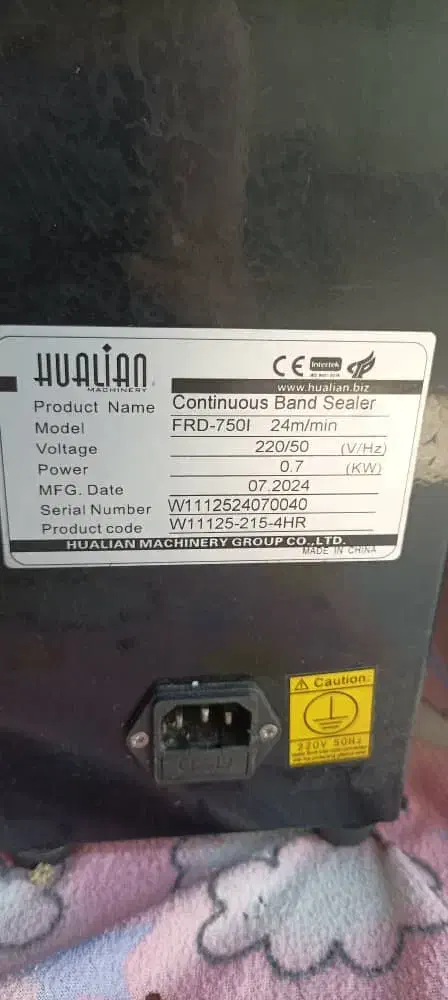 HUALIAN
MACHINERY
CE Intertek
www.hualian.biz
Product Name Continuous Band Sealer
Model FRD-750I 24m/min
Voltage 220/50 (V/Hz)
Power 0.7 (KW)
MFG. Date 07.2024
Serial Number W1112524070040
Product code W11125-215-4HR
HUALIAN MACHINERY GROUP CO.,LTD.
MADE IN CHINA
Caution:
220V 50Hz